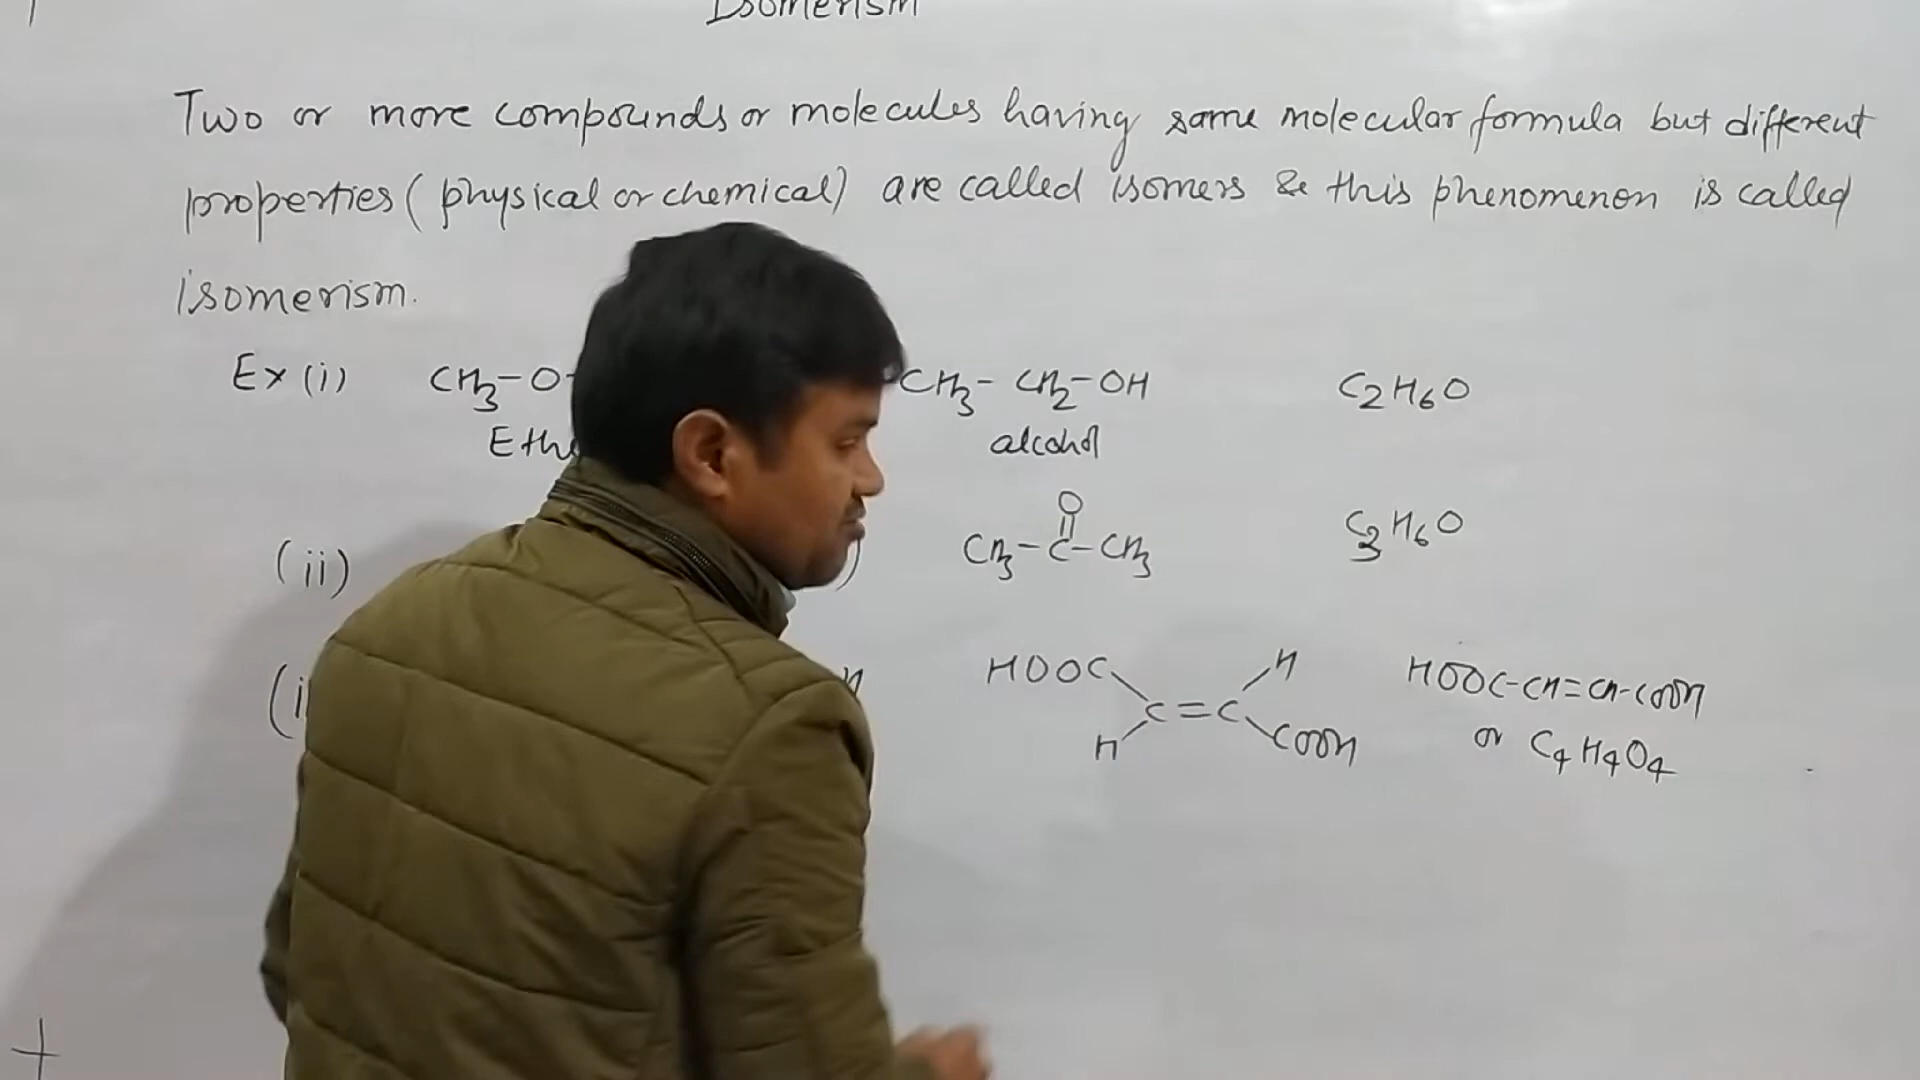 Isomerism
Two or more compounds or molecules having same molecular formula but different
properties (physical or chemical) are called isomers & this phenomenon is called
isomerism.
Ex (i) CH3-O- CH3-CH2-OH C2H6O
alcohol
O
(ii) CH3-C-CH3 C3H6O
HOOC H HOOC-CH=CH-COOH
C=C
H COOH or C4H4O4